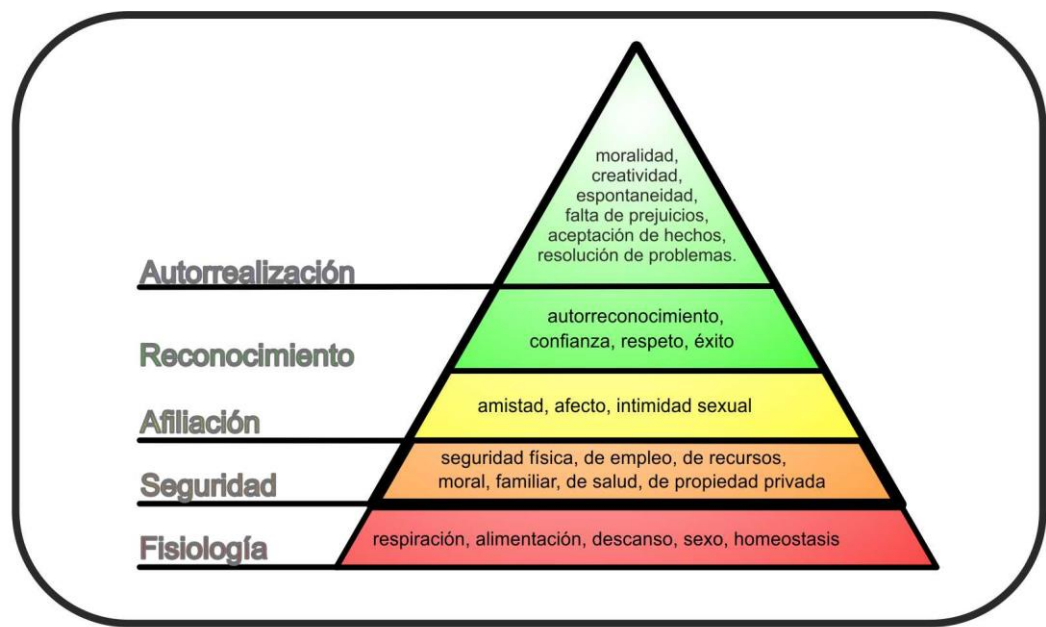 moralidad,
creatividad,
espontaneidad,
falta de prejuicios,
aceptación de hechos,
resolución de problemas.
Autorrealización
autorreconocimiento,
confianza, respeto, éxito
Reconocimiento
amistad, afecto, intimidad sexual
Afiliación
seguridad física, de empleo, de recursos,
moral, familiar, de salud, de propiedad privada
Seguridad
respiración, alimentación, descanso, sexo, homeostasis
Fisiología